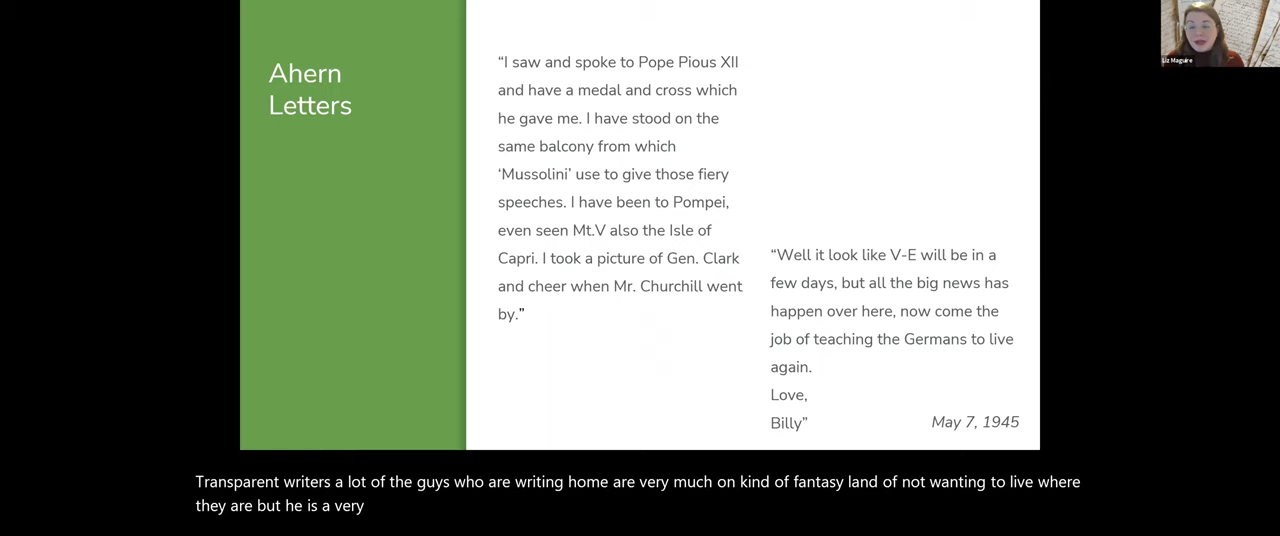 Ahern
Letters
“I saw and spoke to Pope Pious XII
and have a medal and cross which
he gave me. I have stood on the
same balcony from which
‘Mussolini’ use to give those fiery
speeches. I have been to Pompei,
even seen Mt.V also the Isle of
Capri. I took a picture of Gen. Clark
and cheer when Mr. Churchill went
by.”
“Well it look like V-E will be in a
few days, but all the big news has
happen over here, now come the
job of teaching the Germans to live
again.
Love,
Billy”
May 7, 1945
Liz Maguire
Transparent writers a lot of the guys who are writing home are very much on kind of fantasy land of not wanting to live where
they are but he is a very